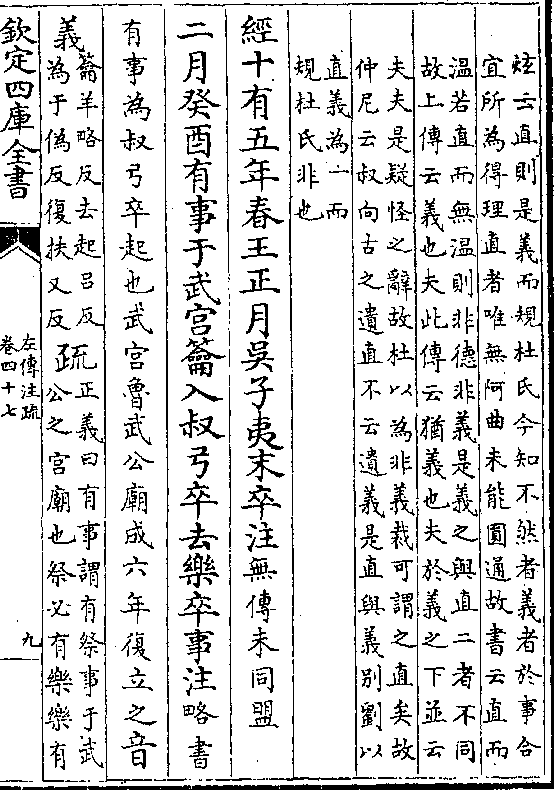 炫云直則是義而規杜氏今知不然者義者於事合
宜所為得理直者唯無阿曲未能圓通故書云直而
溫若直而無溫則非德非義是義之與直二者不同
故上傳云義也夫此傳云猶義也夫於義之下並云
夫夫是疑怪之辭故杜以為非義裁可謂之直矣故
仲尼云叔向古之遺直不云遺義是直與義別劉以
直義為一而
規杜氏非也
經十有五年春王正月吳子夷末卒注無傳未同盟
二月癸酉有事于武宮籥入叔弓卒去樂卒事注略書
有事為叔弓卒起也武宮魯武公廟成六年復立之音
義籥羊略反去起呂反
為于偽反復扶又反
疏正義曰有事謂有祭事于武
公之宮廟也祭必有樂樂有
欽定四庫全書
左傳注疏
卷四十七
九